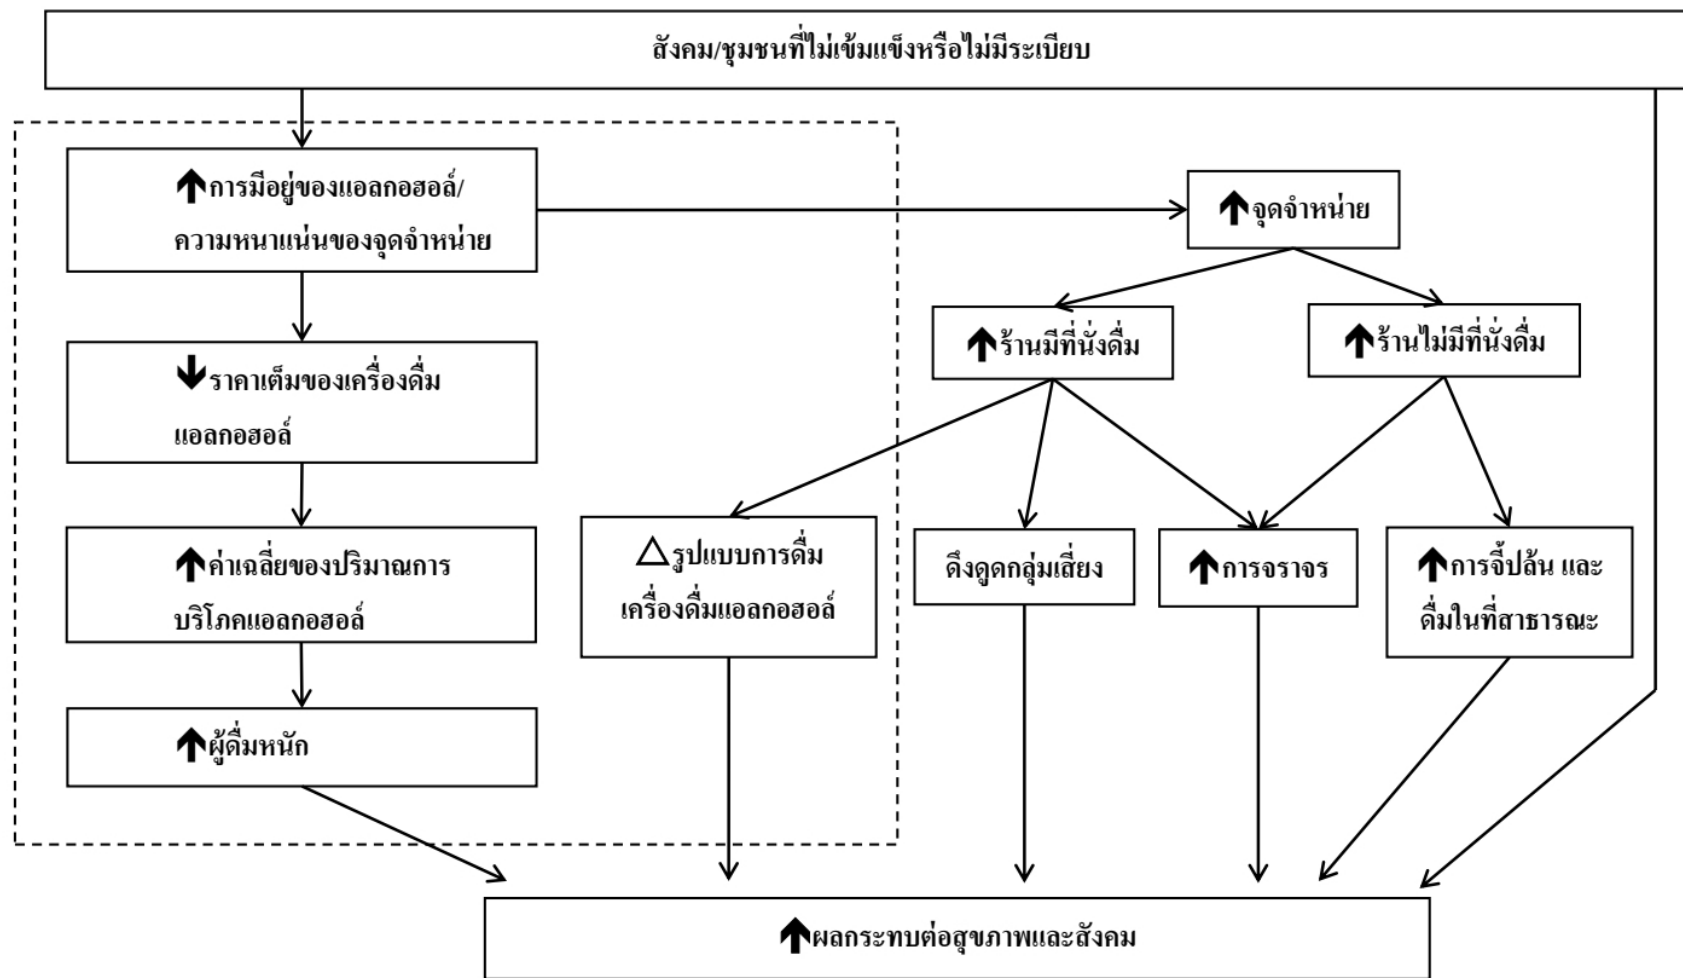 สังคม/ชุมชนที่ไม่เข้มแข็งหรือไม่มีระเบียบ
↑การมีอยู่ของแอลกอฮอล์/
ความหนาแน่นของจุดจำหน่าย
↑จุดจำหน่าย
↑ร้านมีที่นั่งดื่ม
↑ร้านไม่มีที่นั่งดื่ม
↓ราคาเต็มของเครื่องดื่ม
แอลกอฮอล์
↑ค่าเฉลี่ยของปริมาณการ
บริโภคแอลกอฮอล์
△รูปแบบการดื่ม
เครื่องดื่มแอลกอฮอล์
ดึงดูดกลุ่มเสี่ยง
↑การจราจร
↑การจี้ปล้น และ
ดื่มในที่สาธารณะ
↑ผู้ดื่มหนัก
↑ผลกระทบต่อสุขภาพและสังคม